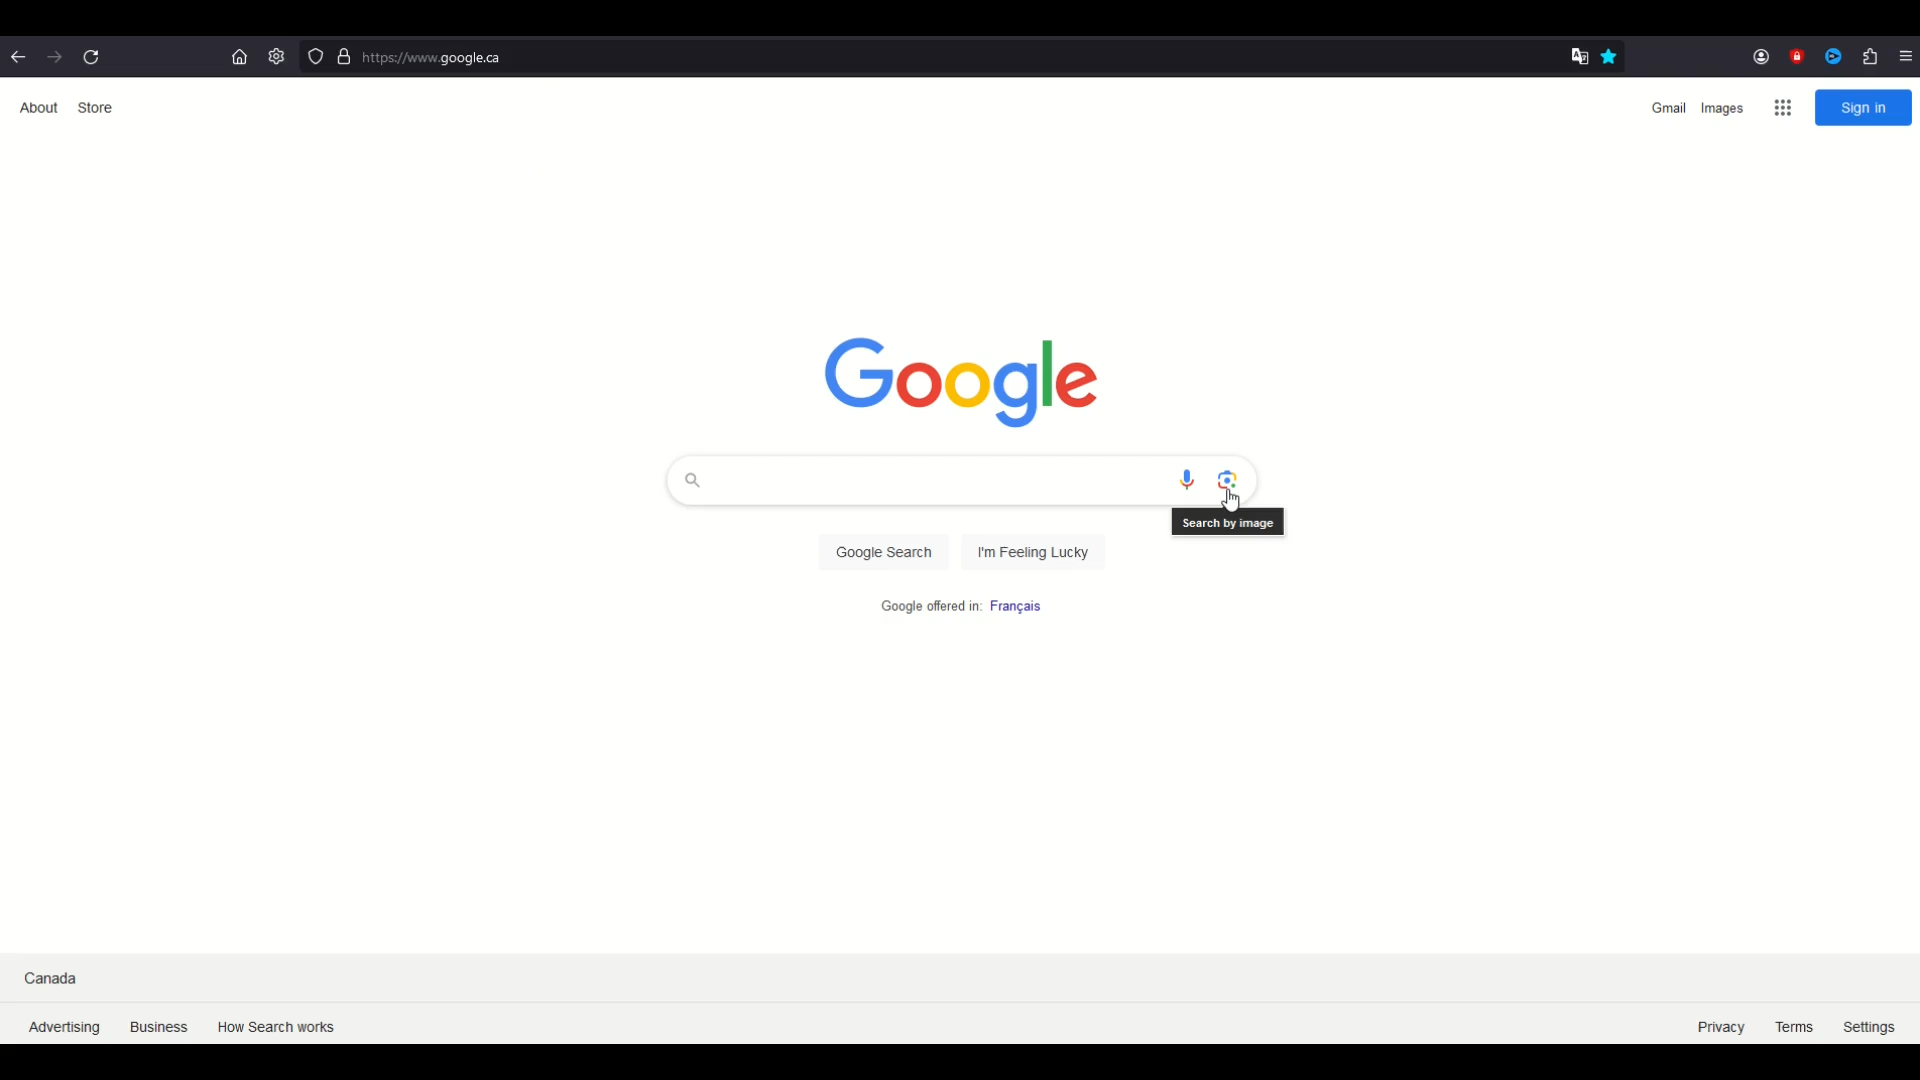 https://www.google.ca
About Store
Gmail Images Sign in
Google
Search by image
Google Search I'm Feeling Lucky
Google offered in: Français
Canada
Advertising Business How Search works
Privacy Terms Settings